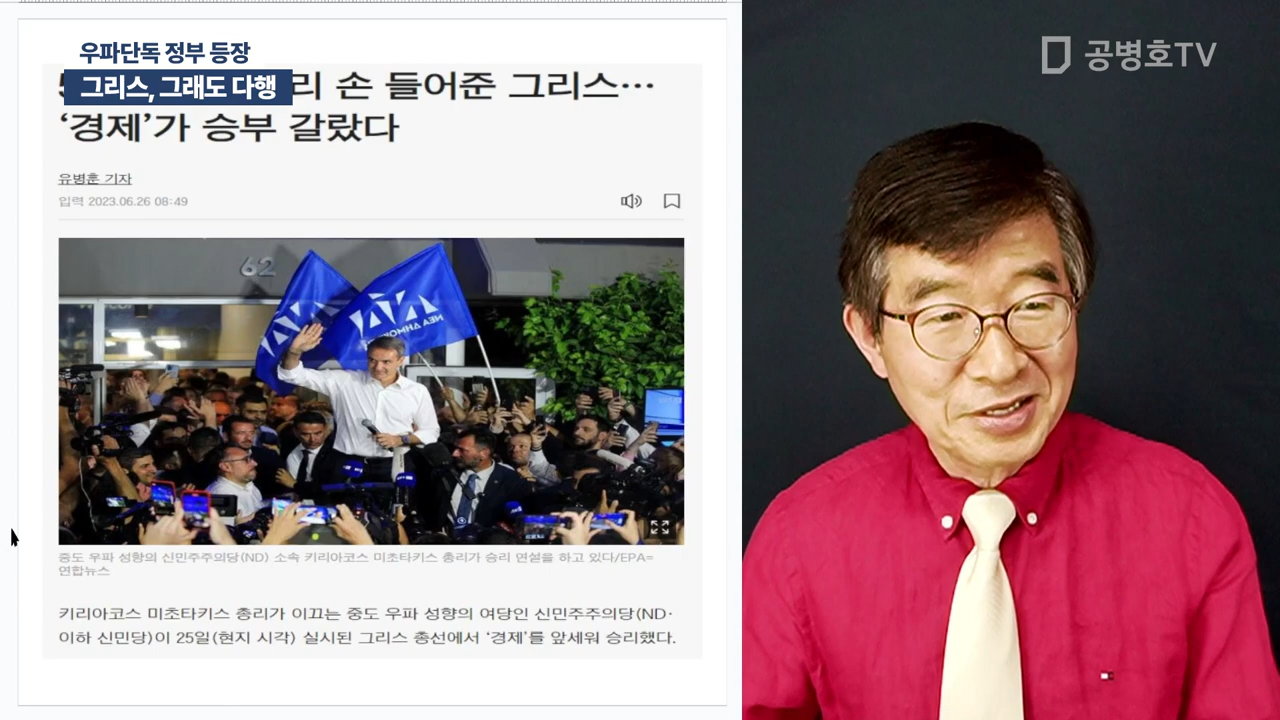 우파단독 정부 등장
그리스, 그래도 다행
리 손 들어준 그리스…
‘경제’가 승부 갈랐다
유병훈 기자
입력 2023.06.26 08:49
62
ΝΕΑ ΔΗΜΟΚ
중도 우파 성향의 신민주주의당(ND) 소속 키리아코스 미초타키스 총리가 승리 연설을 하고 있다/EPA=
연합뉴스
키리아코스 미초타키스 총리가 이끄는 중도 우파 성향의 여당인 신민주주의당(ND·
이하 신민당)이 25일(현지 시각) 실시된 그리스 총선에서 ‘경제’를 앞세워 승리했다.
공병호TV